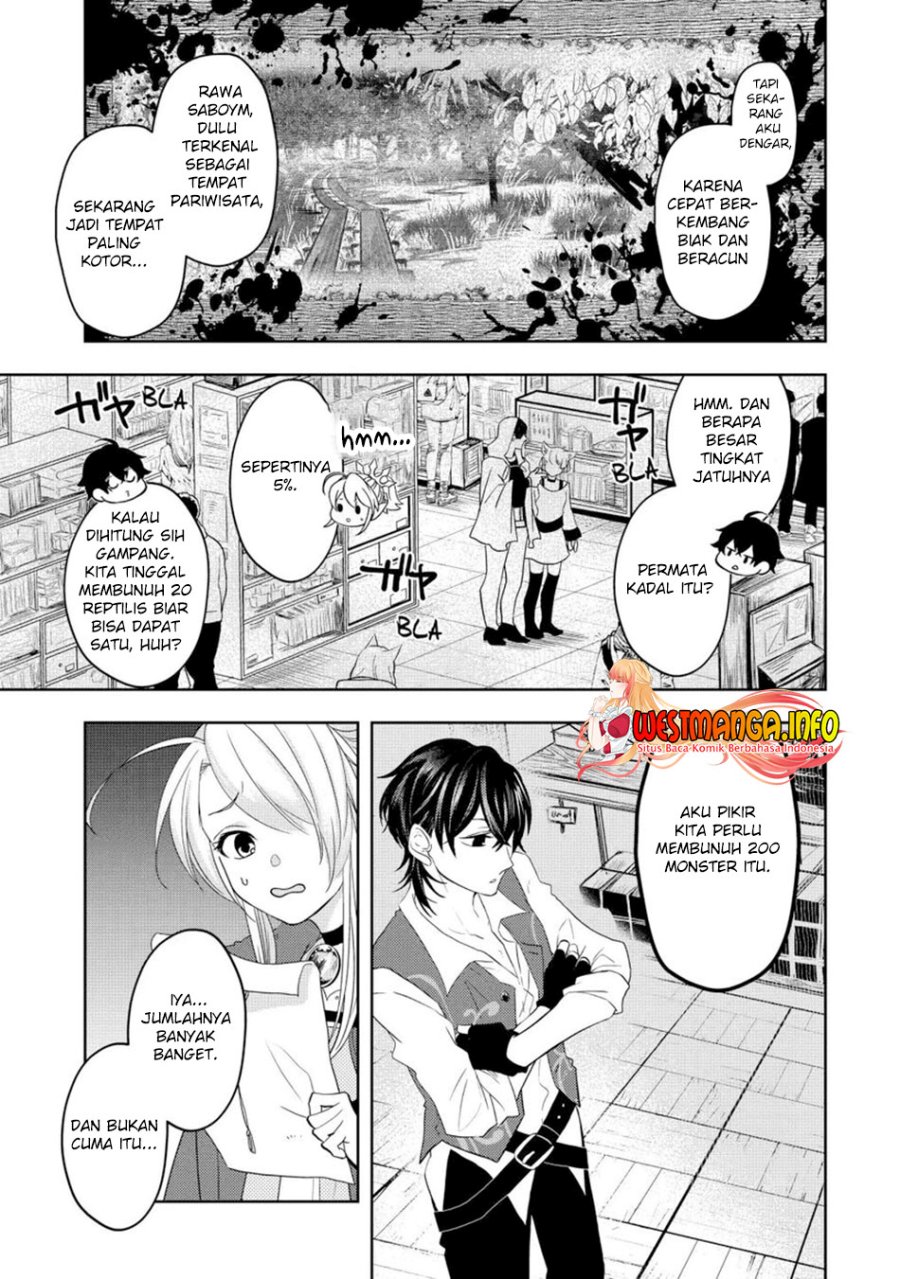 TAPI
SEKA-
RANG
AKU
DENGAR,
KARENA
CEPAT BER-
KEMBANG
BIAK DAN
BERACUN
RAWA
SABOYM,
DULU
TERKENAL
SEBAGAI
TEMPAT
PARIWISATA,
SEKARANG
JADI TEMPAT
PALING
KOTOR...
HMM. DAN
BERAPA
BESAR
TINGKAT
JATUHNYA
PERMATA
KADAL ITU?
ガヤ
BLA
hmm...
SEPERTINYA
5%.
ガヤ
BLA
ガヤ
BLA
KALAU
DIHITUNG SIH
GAMPANG.
KITA TINGGAL
MEMBUNUH 20
REPTILIS BIAR
BISA DAPAT
SATU, HUH?
WESTMANGA.INFO
Situs Baca Komik Berbahasa Indonesia
AKU PIKIR
KITA PERLU
MEMBUNUH 200
MONSTER ITU.
IYA...
JUMLAHNYA
BANYAK
BANGET.
DAN BUKAN
CUMA ITU...